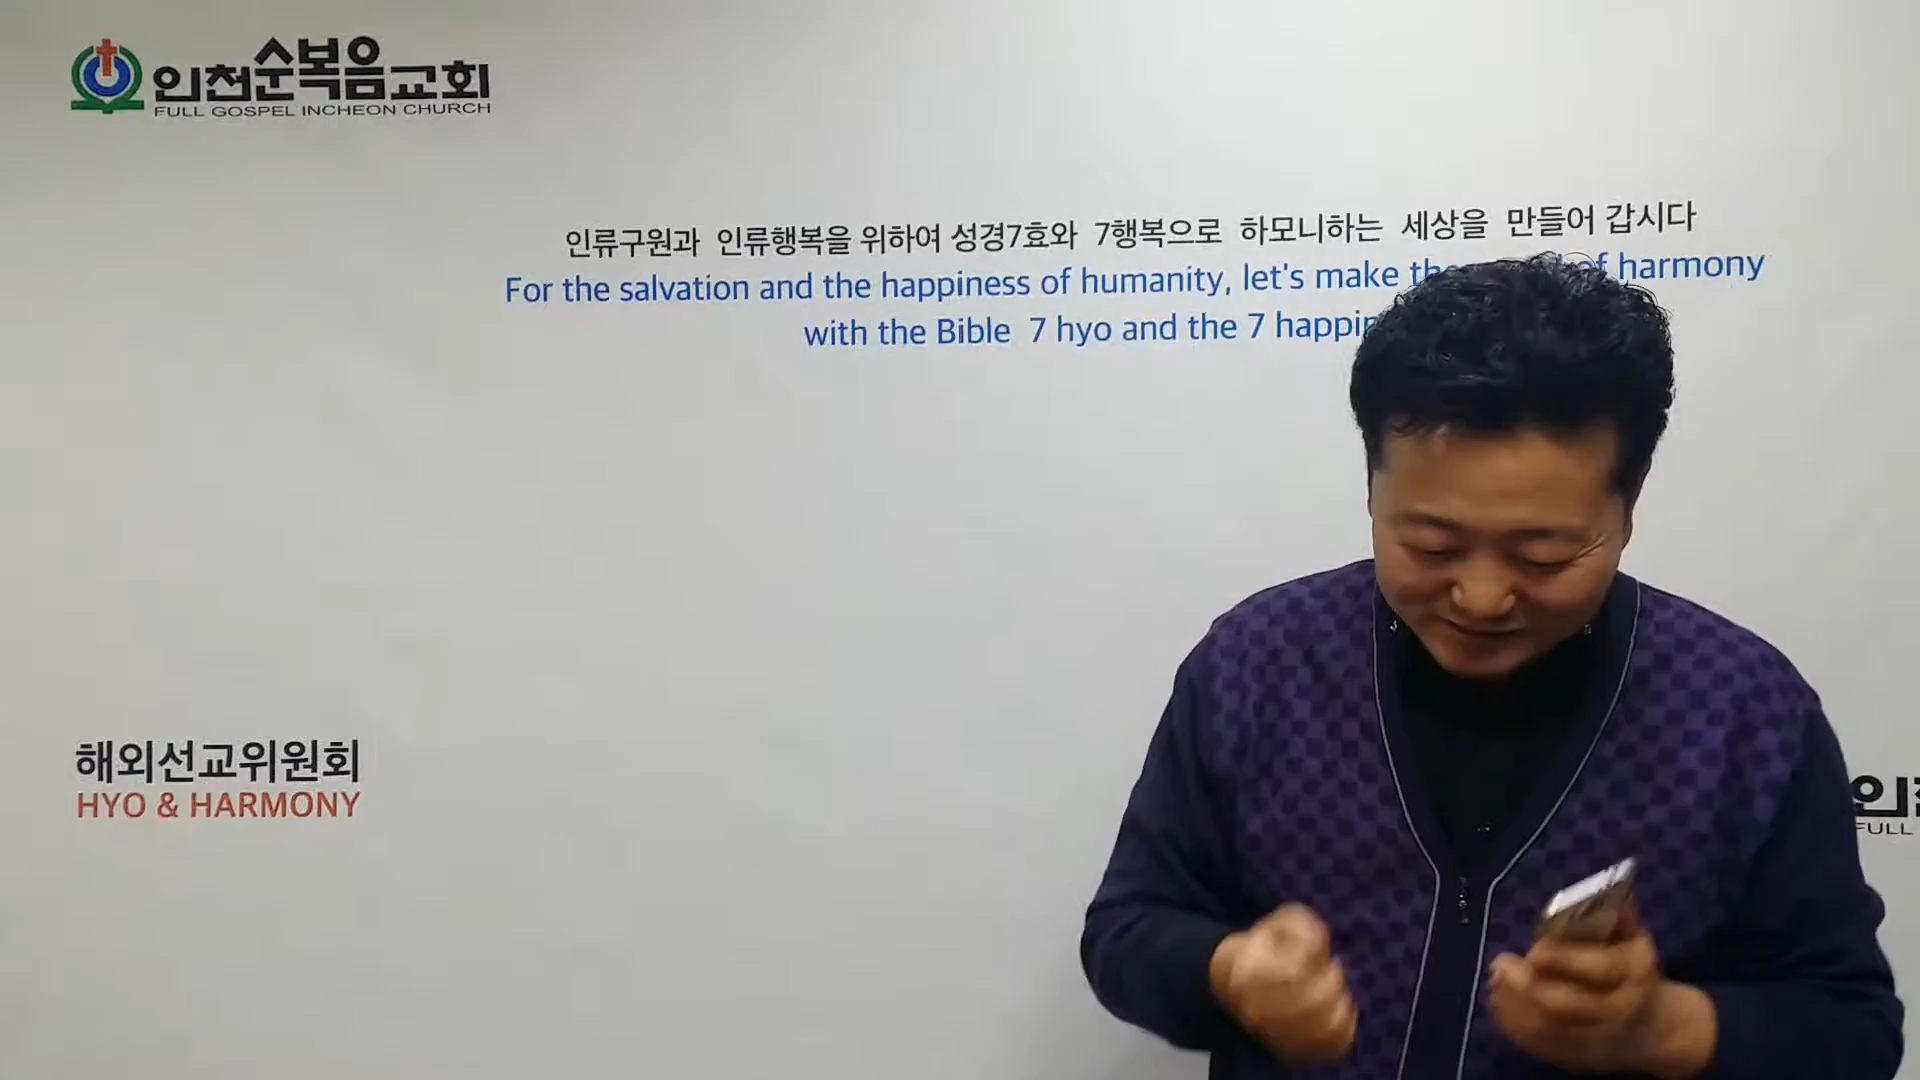 인천순복음교회
FULL GOSPEL INCHEON CHURCH
인류구원과 인류행복을 위하여 성경7효와 7행복으로 하모니하는 세상을 만들어 갑시다
For the salvation and the happiness of humanity, let's make of harmony
with the Bible 7 hyo and the 7
해외선교위원회
HYO & HARMONY
인
FULL